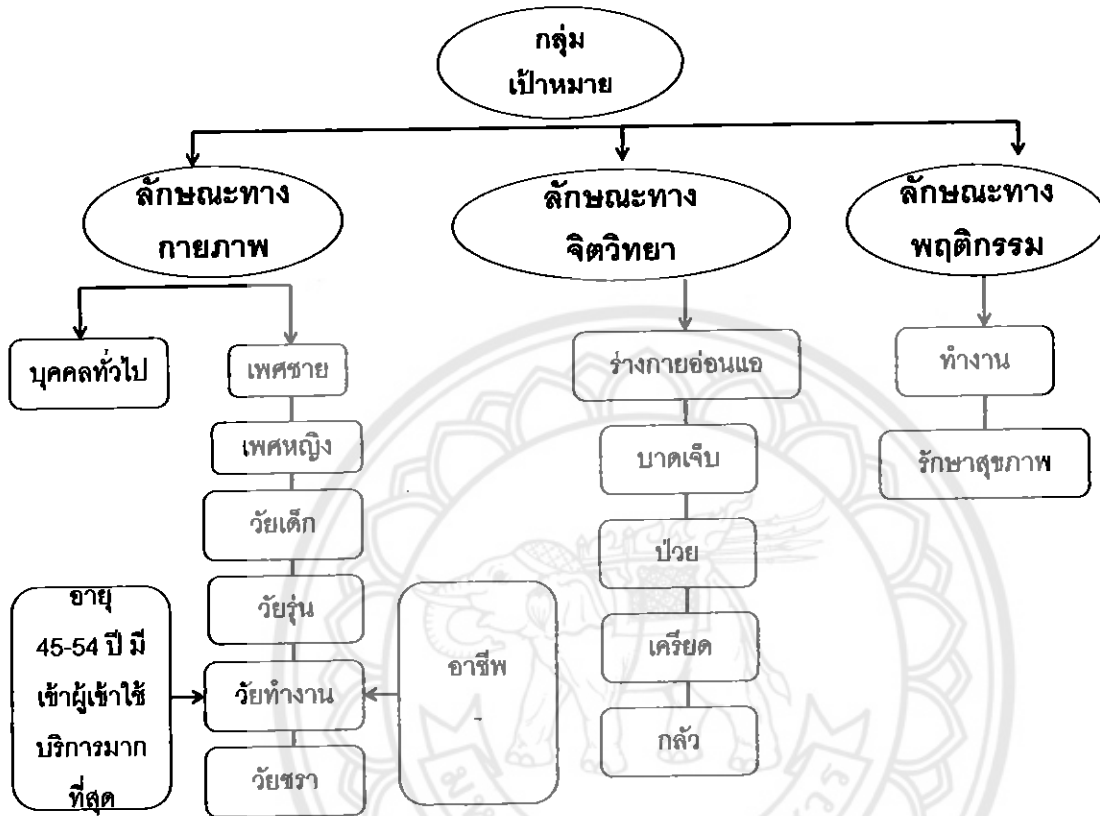 กลุ่ม
เป้าหมาย
ลักษณะทาง
กายภาพ
ลักษณะทาง
จิตวิทยา
ลักษณะทาง
พฤติกรรม
บุคคลทั่วไป
เพศชาย
เพศหญิง
วัยเด็ก
วัยรุ่น
วัยทำงาน
วัยชรา
อายุ
45-54 ปี มี
เข้าผู้เข้าใช้
บริการมาก
ที่สุด
อาชีพ
-
ร่างกายอ่อนแอ
บาดเจ็บ
ป่วย
เครียด
กลัว
ทำงาน
รักษาสุขภาพ